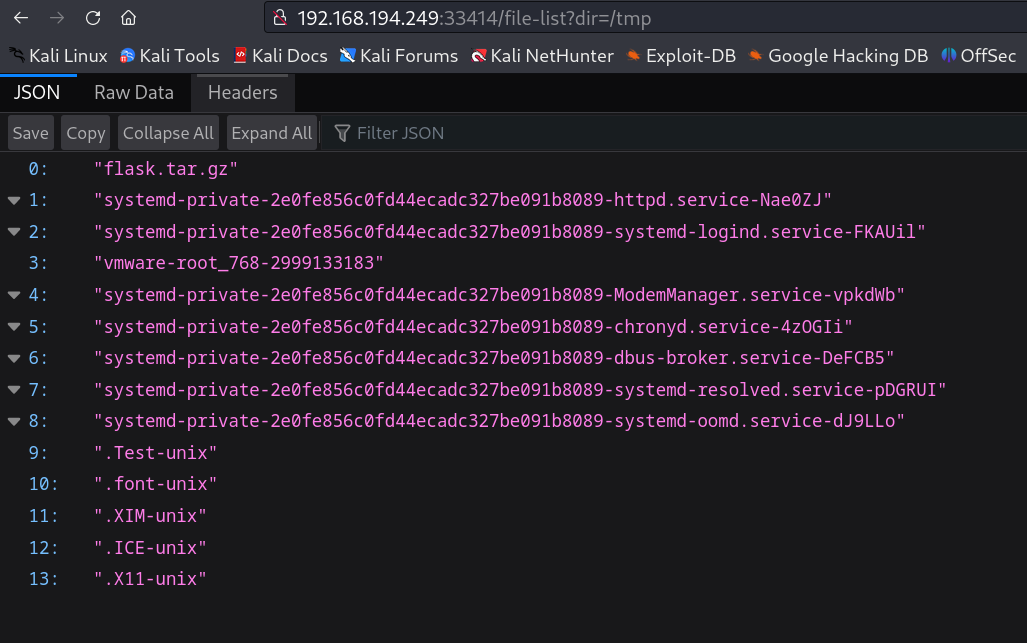 192.168.194.249:33414/file-list?dir=/tmp
Kali Linux Kali Tools Kali Docs Kali Forums Kali NetHunter Exploit-DB Google Hacking DB OffSec
JSON Raw Data Headers
Save Copy Collapse All Expand All Filter JSON
0: "flask.tar.gz"
1: "systemd-private-2e0fe856c0fd44ecadc327be091b8089-httpd.service-Nae0ZJ"
2: "systemd-private-2e0fe856c0fd44ecadc327be091b8089-systemd-logind.service-FKAUil"
3: "vmware-root_768-2999133183"
4: "systemd-private-2e0fe856c0fd44ecadc327be091b8089-ModemManager.service-vpkdWb"
5: "systemd-private-2e0fe856c0fd44ecadc327be091b8089-chronyd.service-4zOGIi"
6: "systemd-private-2e0fe856c0fd44ecadc327be091b8089-dbus-broker.service-DeFCB5"
7: "systemd-private-2e0fe856c0fd44ecadc327be091b8089-systemd-resolved.service-pDGRUI"
8: "systemd-private-2e0fe856c0fd44ecadc327be091b8089-systemd-oomd.service-dJ9LLo"
9: ".Test-unix"
10: ".font-unix"
11: ".XIM-unix"
12: ".ICE-unix"
13: ".X11-unix"